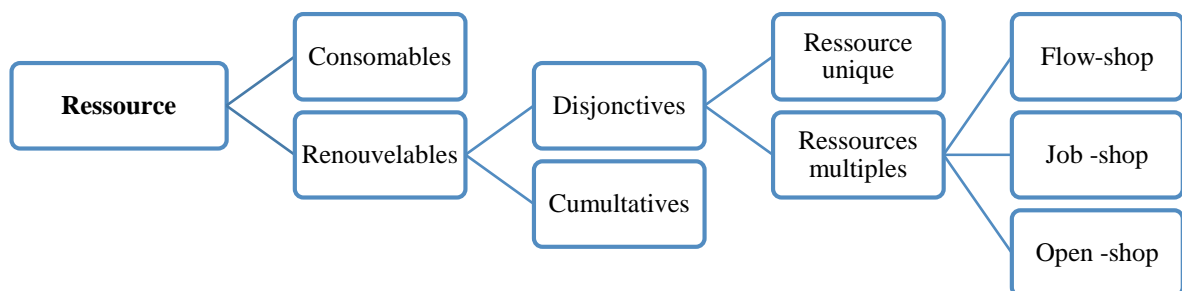 Ressource
Consomables
Renouvelables
Disjonctives
Cumultatives
Ressource
unique
Ressources
multiples
Flow-shop
Job -shop
Open -shop